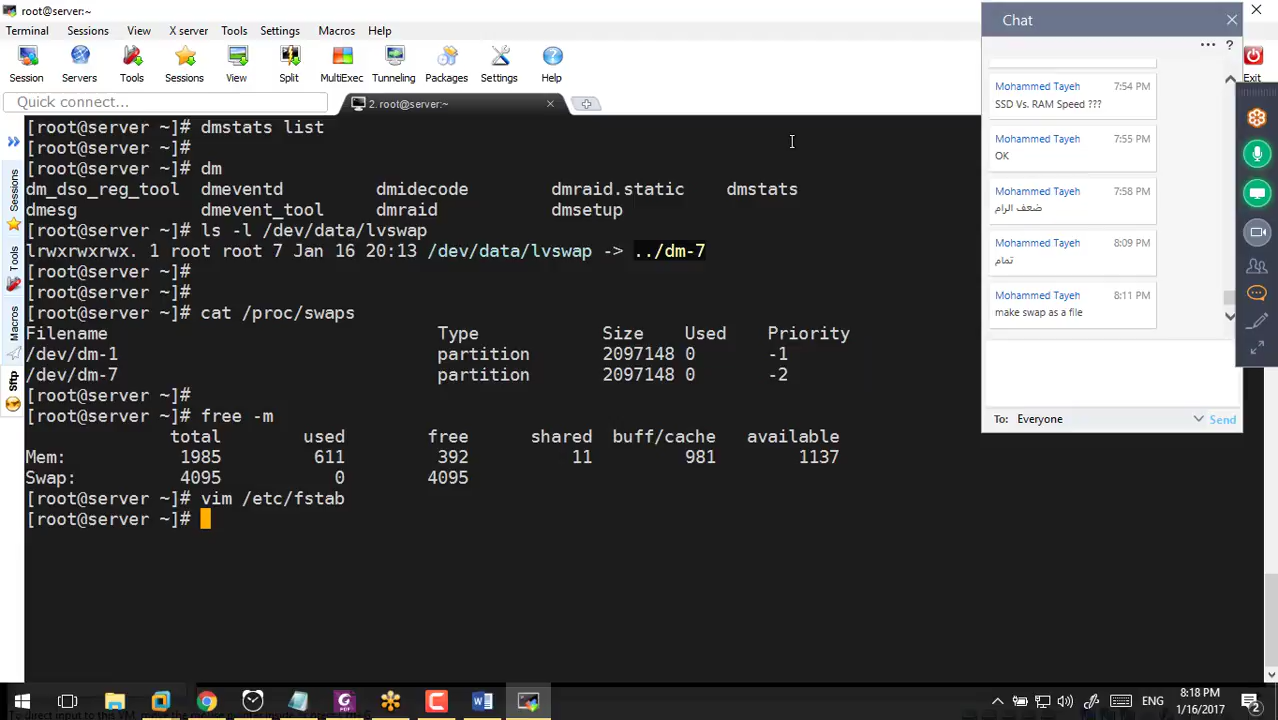 root@server:~
Terminal Sessions View X server Tools Settings Macros Help
Session Servers Tools Sessions View Split MultiExec Tunneling Packages Settings Help
Exit
Quick connect...
2. root@server:~
Sessions
Tools
Macros
Sftp
[root@server ~]# dmstats list
[root@server ~]#
[root@server ~]# dm
dm_dso_reg_tool dmeventd dmidecode dmraid.static dmstats
dmesg dmevent_tool dmraid dmsetup
[root@server ~]# ls -l /dev/data/lvswap
lrwxrwxrwx. 1 root root 7 Jan 16 20:13 /dev/data/lvswap -> ../dm-7
[root@server ~]#
[root@server ~]#
[root@server ~]# cat /proc/swaps
Filename Type Size Used Priority
/dev/dm-1 partition 2097148 0 -1
/dev/dm-7 partition 2097148 0 -2
[root@server ~]#
[root@server ~]# free -m
total used free shared buff/cache available
Mem: 1985 611 392 11 981 1137
Swap: 4095 0 4095
[root@server ~]# vim /etc/fstab
[root@server ~]#
Chat
?
Mohammed Tayeh 7:54 PM
SSD Vs. RAM Speed ???
Mohammed Tayeh 7:55 PM
OK
Mohammed Tayeh 7:58 PM
ضعف الرام
Mohammed Tayeh 8:09 PM
تمام
Mohammed Tayeh 8:11 PM
make swap as a file
To: Everyone Send
ENG
8:18 PM
1/16/2017
2